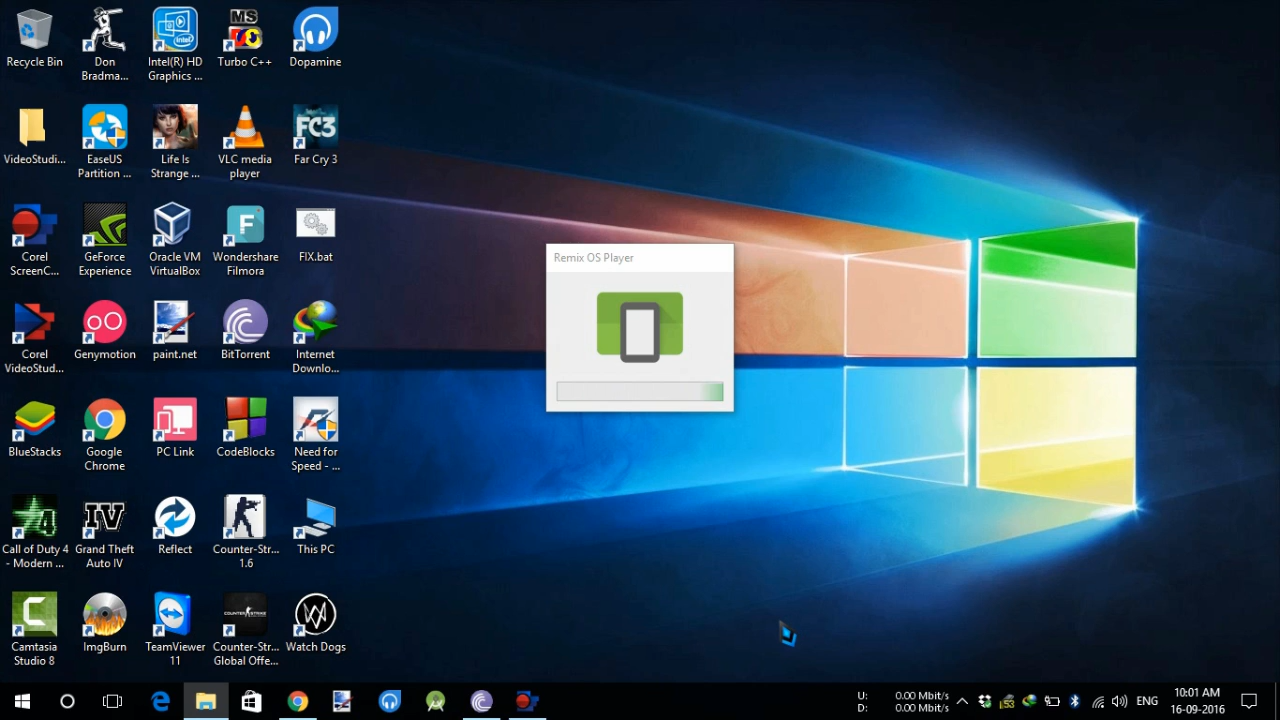 Recycle Bin
Don
Bradma...
Intel(R) HD
Graphics ...
MS
Turbo C++
Dopamine
VideoStudi...
EaseUS
Partition ...
Life Is
Strange ...
VLC media
player
FC3
Far Cry 3
Corel
ScreenC...
GeForce
Experience
Oracle VM
VirtualBox
F
Wondershare
Filmora
FIX.bat
Corel
VideoStud...
Genymotion
paint.net
BitTorrent
Internet
Downlo...
BlueStacks
Google
Chrome
PC Link
CodeBlocks
Need for
Speed - ...
4
Call of Duty 4
- Modern ...
IV
Grand Theft
Auto IV
Reflect
Counter-Str...
1.6
This PC
C
Camtasia
Studio 8
ImgBurn
TeamViewer
11
COUNTER STRIKE
Counter-Str...
Global Offe...
Watch Dogs
Remix OS Player
U: 0.00 Mbit/s
D: 0.00 Mbit/s
53
ENG
10:01 AM
16-09-2016